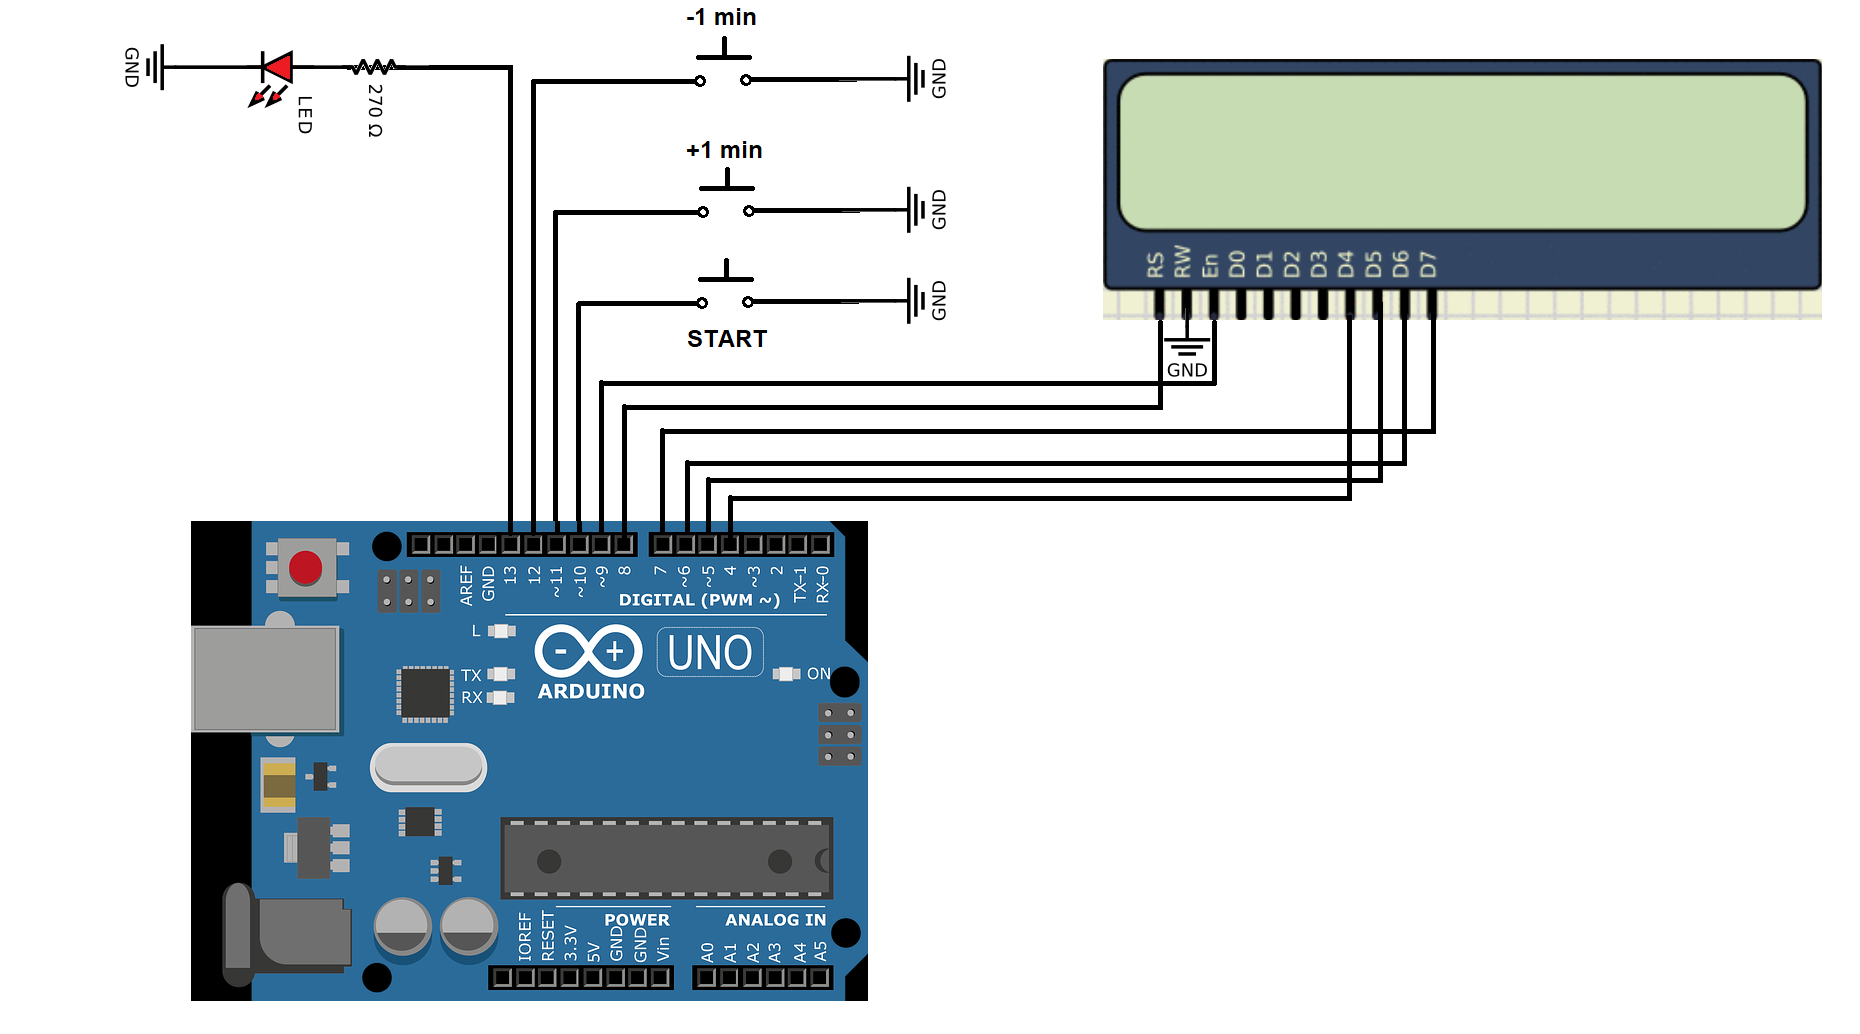 -1 min
GND
LED
270 Ω
GND
+1 min
GND
GND
START
RS RW En D0 D1 D2 D3 D4 D5 D6 D7
GND
AREF GND 13 12 ~11 ~10 ~9 8 7 ~6 ~5 4 ~3 2 TX-1 RX-0
DIGITAL (PWM ~)
L
- +
UNO
TX
ON
RX
ARDUINO
POWER
ANALOG IN
IOREF RESET 3.3V 5V GND GND Vin A0 A1 A2 A3 A4 A5